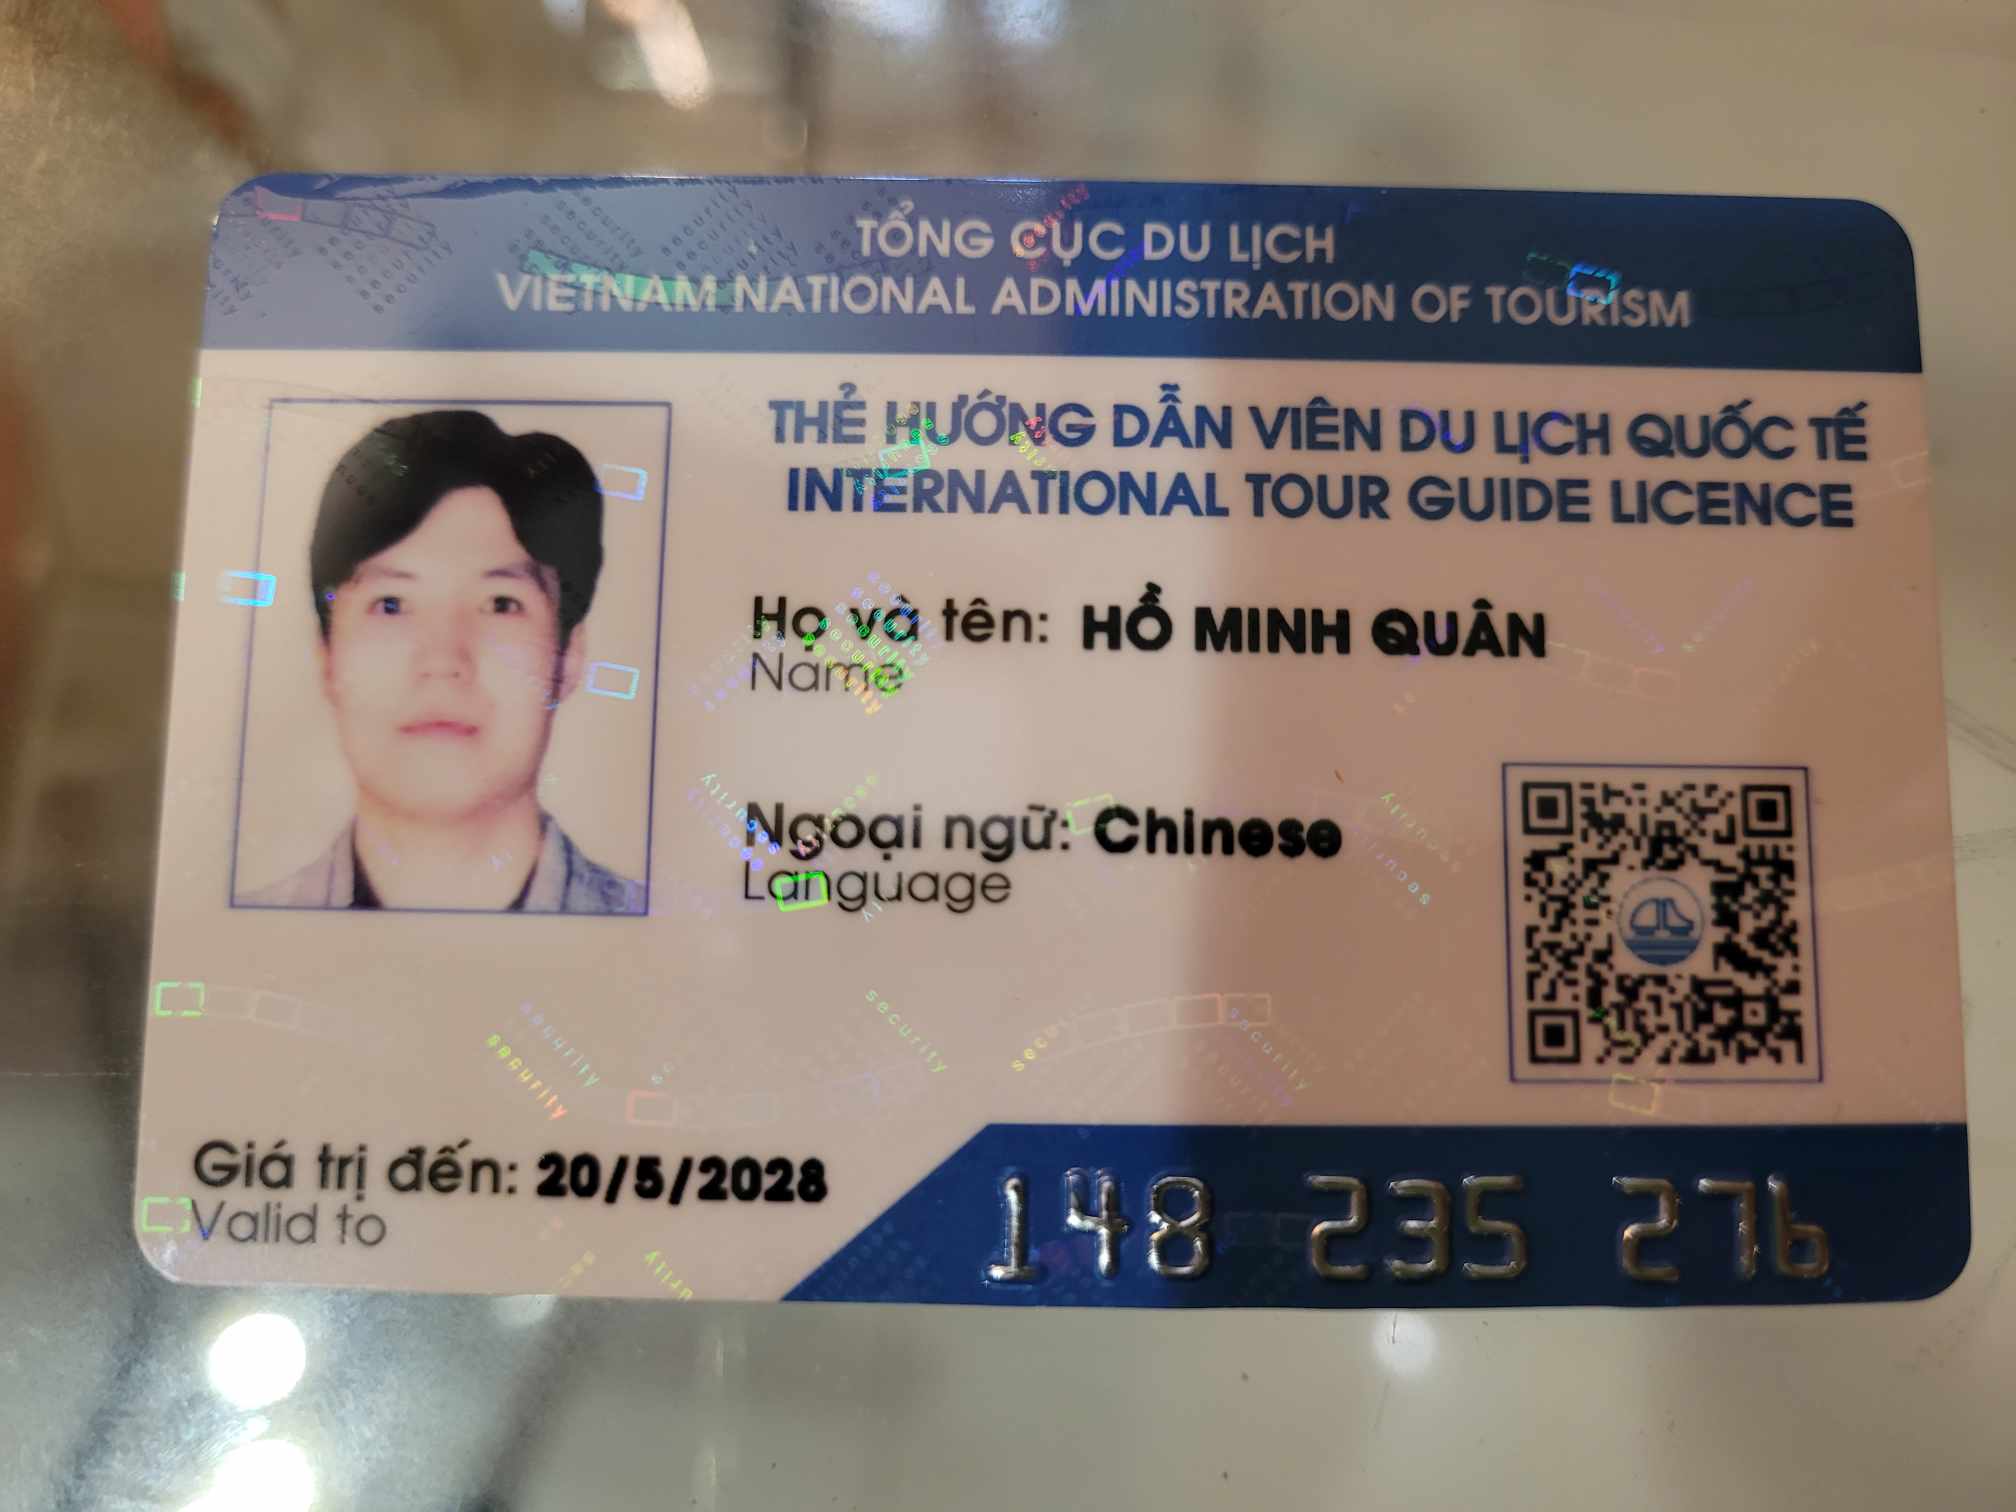 TỔNG CỤC DU LỊCH
VIETNAM NATIONAL ADMINISTRATION OF TOURISM
THẺ HƯỚNG DẪN VIÊN DU LỊCH QUỐC TẾ
INTERNATIONAL TOUR GUIDE LICENCE
Họ và tên: HỒ MINH QUÂN
Name
Ngoại ngữ: Chinese
Language
Giá trị đến: 20/5/2028
Valid to
148 235 276